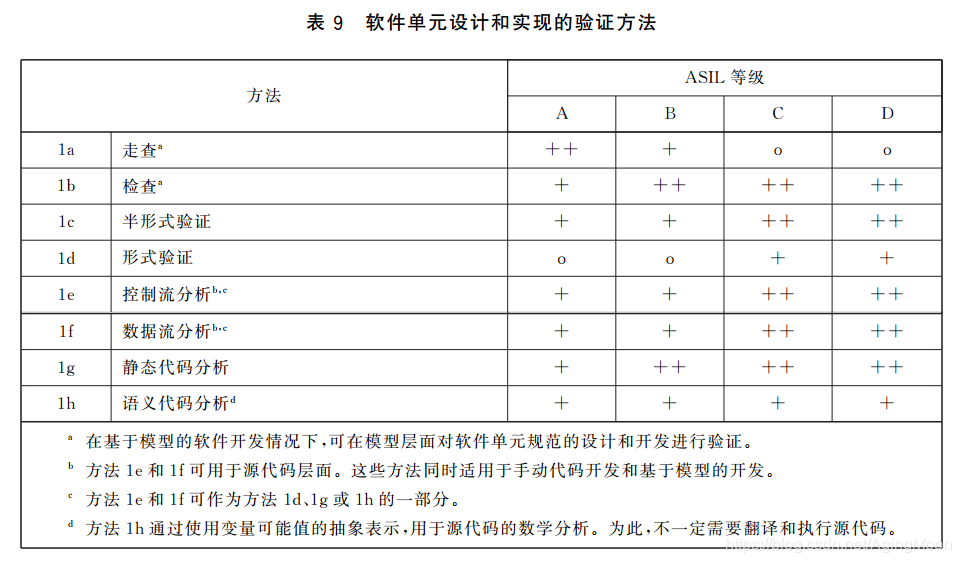 表 9 软件单元设计和实现的验证方法
方法 ASIL 等级
A B C D
1a 走查a ++ + o o
1b 检查a + ++ ++ ++
1c 半形式验证 + + ++ ++
1d 形式验证 o o + +
1e 控制流分析b,c + + ++ ++
1f 数据流分析b,c + + ++ ++
1g 静态代码分析 + ++ ++ ++
1h 语义代码分析d + + + +
a 在基于模型的软件开发情况下,可在模型层面对软件单元规范的设计和开发进行验证。
b 方法 1e 和 1f 可用于源代码层面。这些方法同时适用于手动代码开发和基于模型的开发。
c 方法 1e 和 1f 可作为方法 1d、1g 或 1h 的一部分。
d 方法 1h 通过使用变量可能值的抽象表示,用于源代码的数学分析。为此,不一定需要翻译和执行源代码。
https://blog.csdn.net/AgingMoon